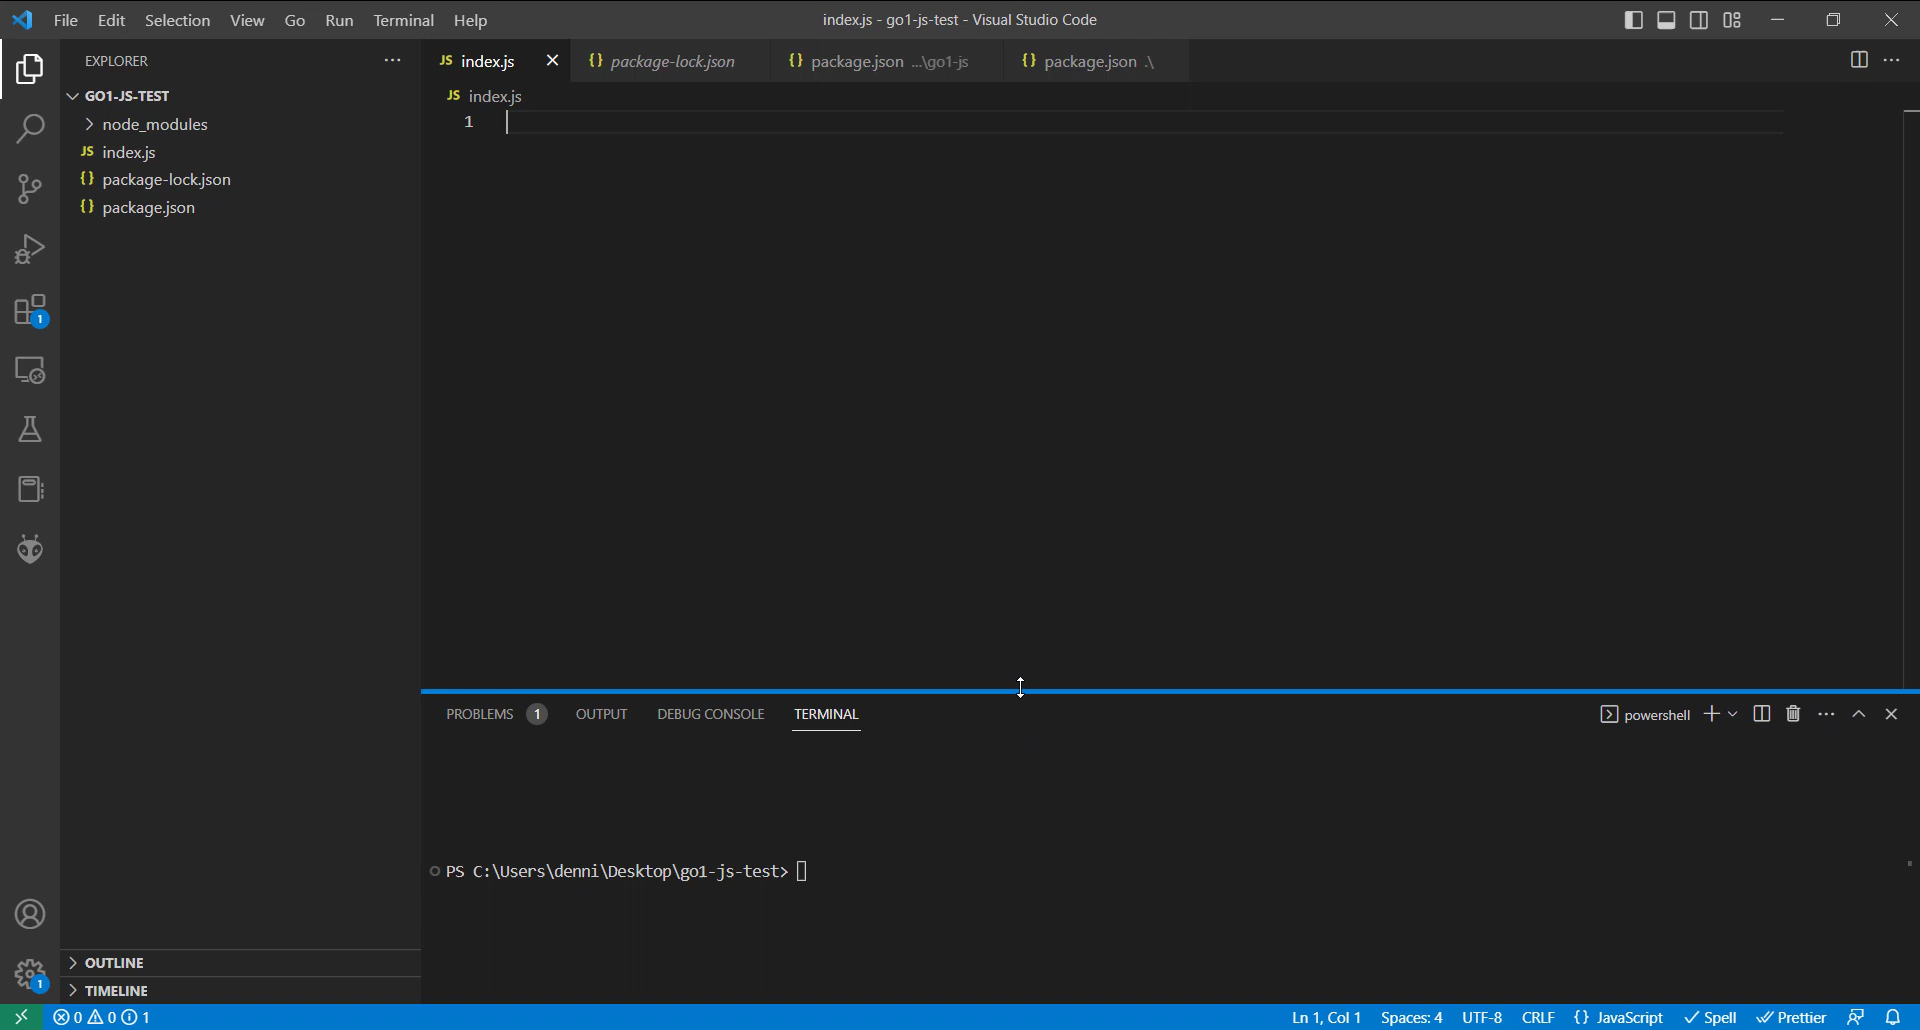 File Edit Selection View Go Run Terminal Help
index.js - go1-js-test - Visual Studio Code
EXPLORER
GO1-JS-TEST
node_modules
JS index.js
{} package-lock.json
{} package.json
1
JS index.js
{} package-lock.json
{} package.json ...\go1-js
{} package.json .\
JS index.js
1
PROBLEMS 1 OUTPUT DEBUG CONSOLE TERMINAL
powershell
PS C:\Users\denni\Desktop\go1-js-test>
OUTLINE
1
TIMELINE
0 0 1
Ln 1, Col 1 Spaces: 4 UTF-8 CRLF {} JavaScript Spell Prettier